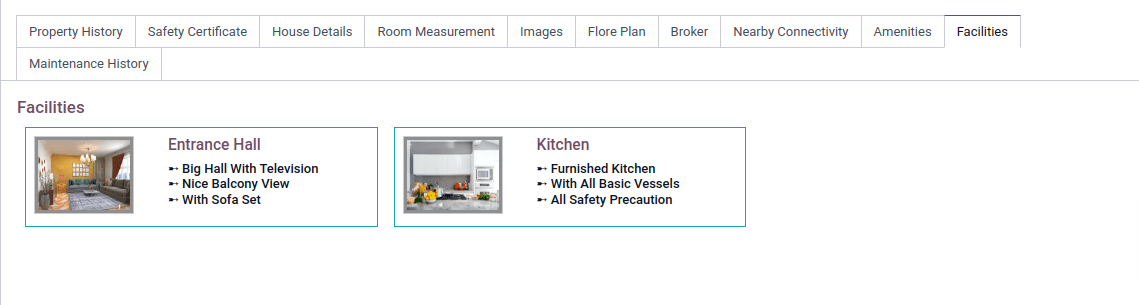 Property History
Safety Certificate
House Details
Room Measurement
Images
Flore Plan
Broker
Nearby Connectivity
Amenities
Facilities
Maintenance History
Facilities
Entrance Hall
➵ Big Hall With Television
➵ Nice Balcony View
➵ With Sofa Set
Kitchen
➵ Furnished Kitchen
➵ With All Basic Vessels
➵ All Safety Precaution